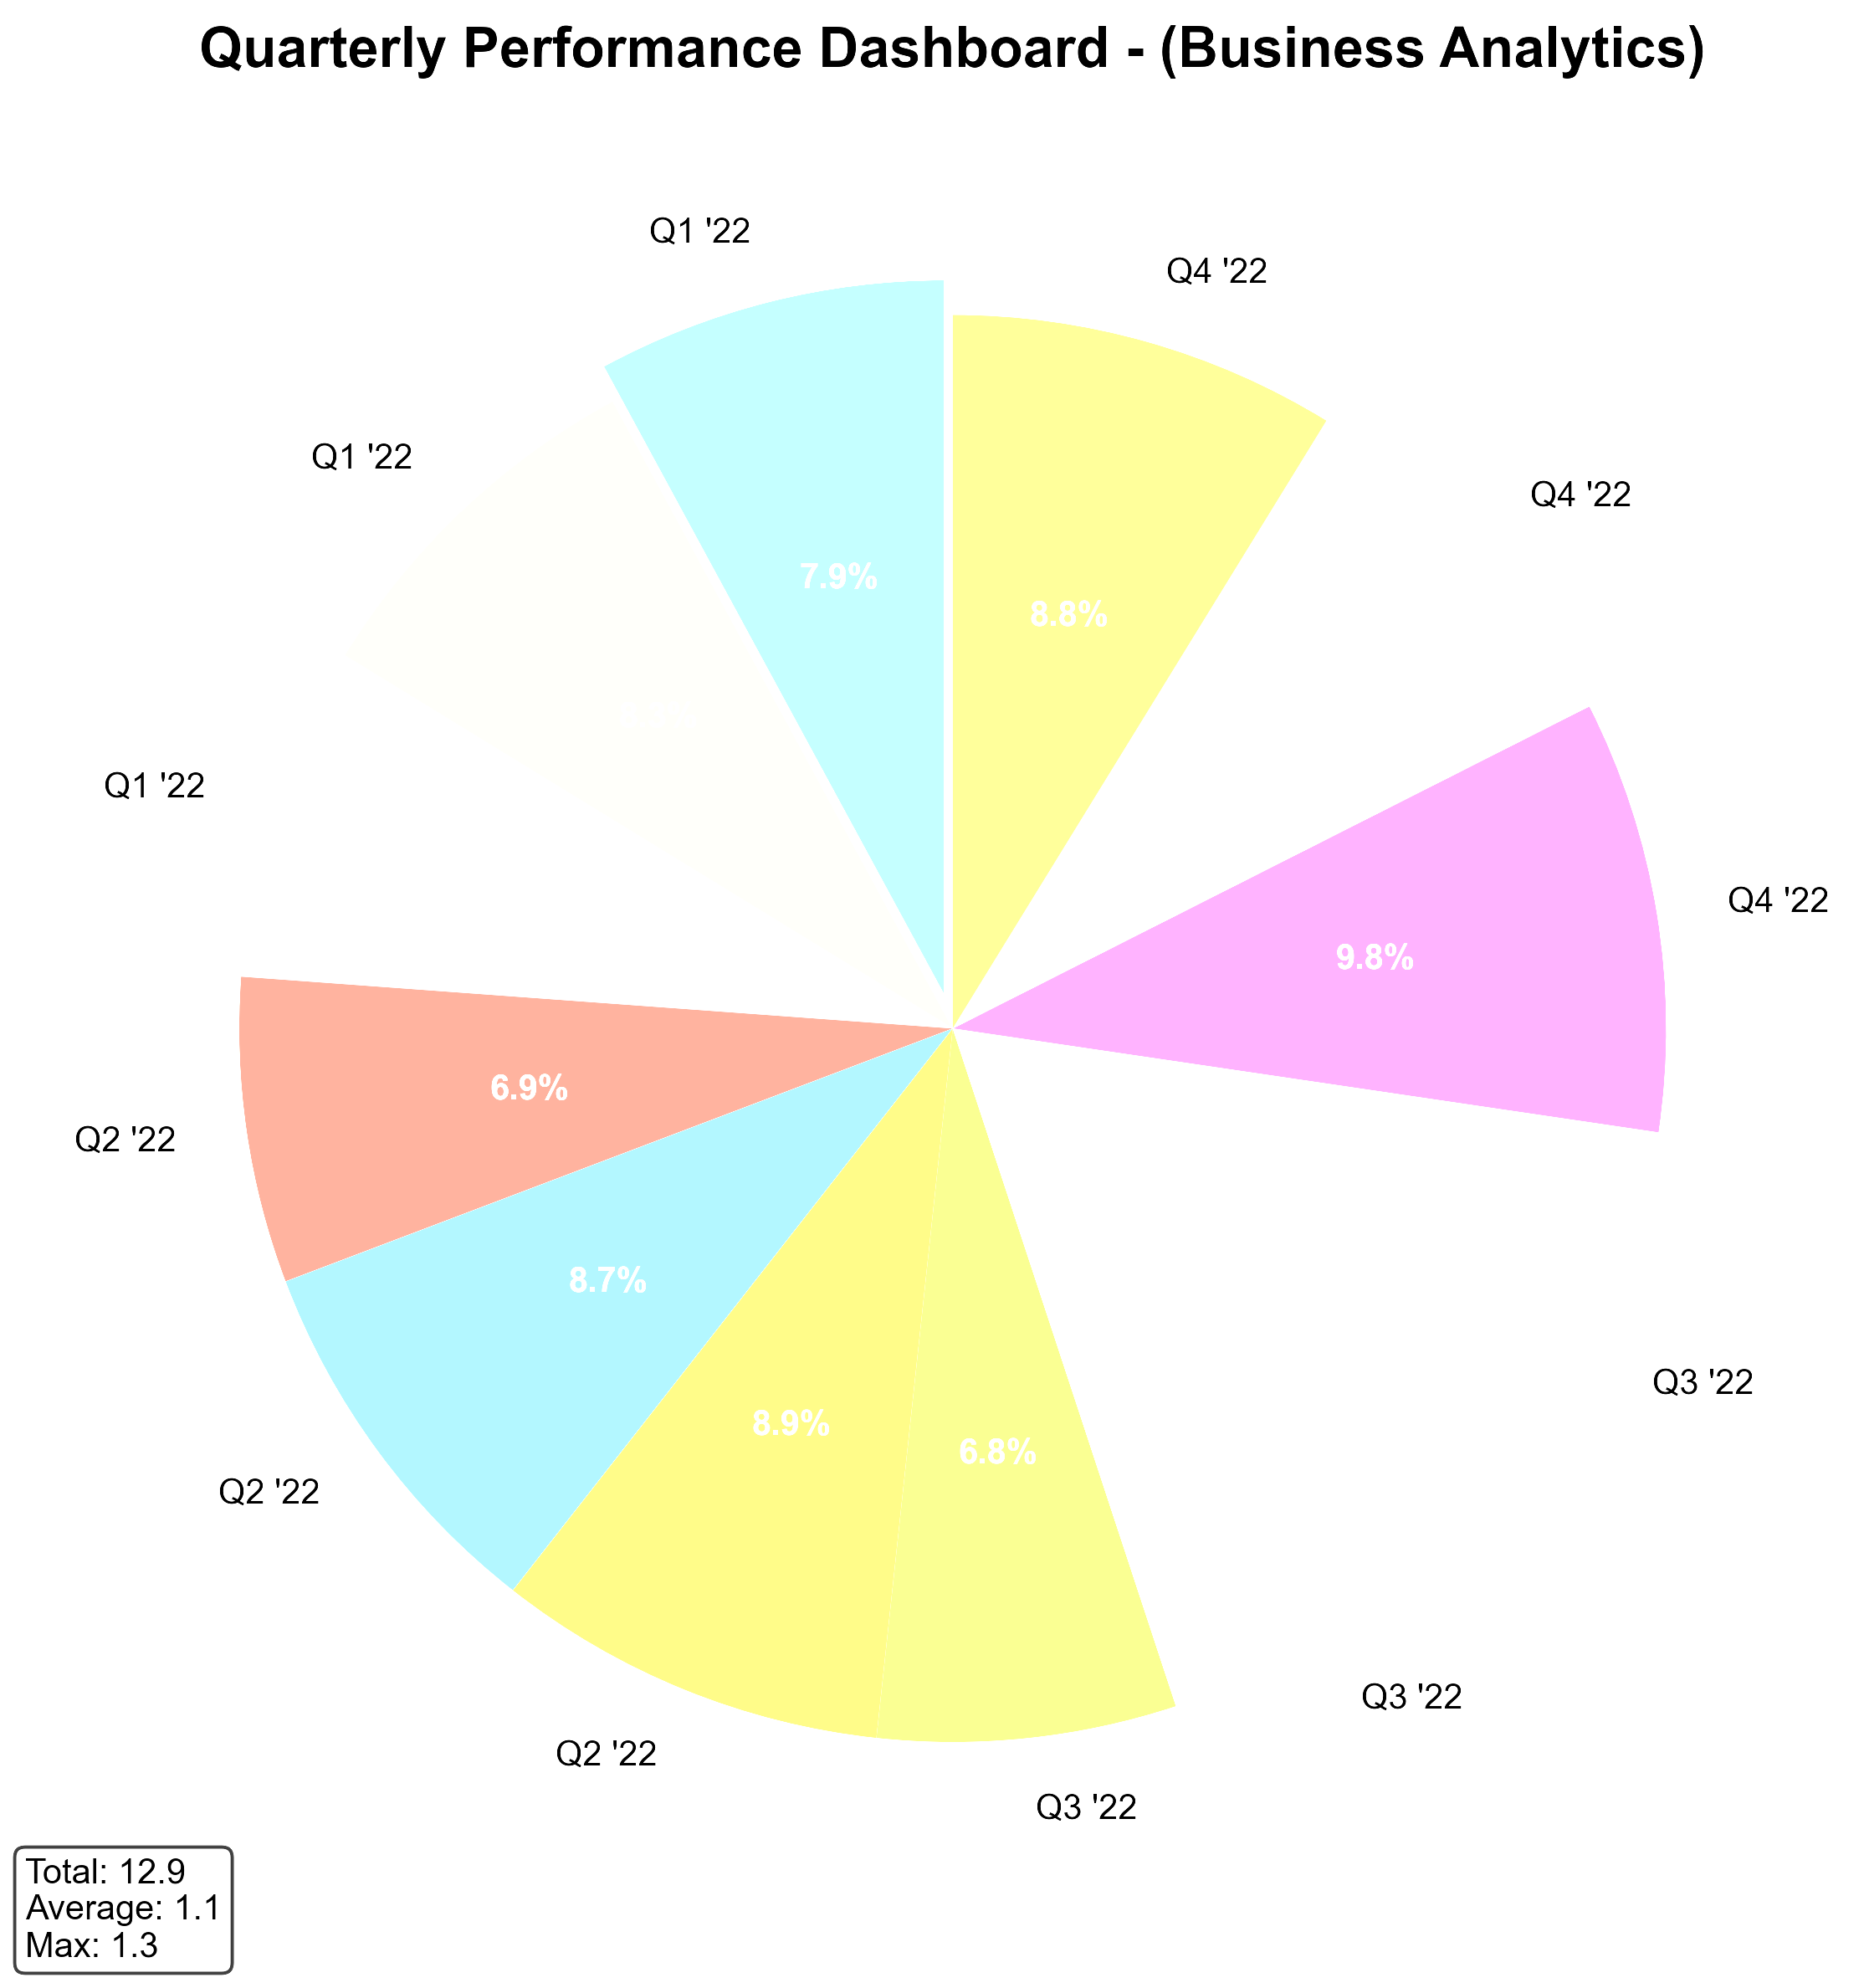 Quarterly Performance Dashboard - (Business Analytics)
Q1 '22
Q4 '22
Q1 '22
Q4 '22
7.9%
8.8%
Q1 '22
Q4 '22
9.8%
6.9%
Q2 '22
8.7%
Q3 '22
8.9%
6.8%
Q2 '22
Q3 '22
Q2 '22
Q3 '22
Total: 12.9
Average: 1.1
Max: 1.3